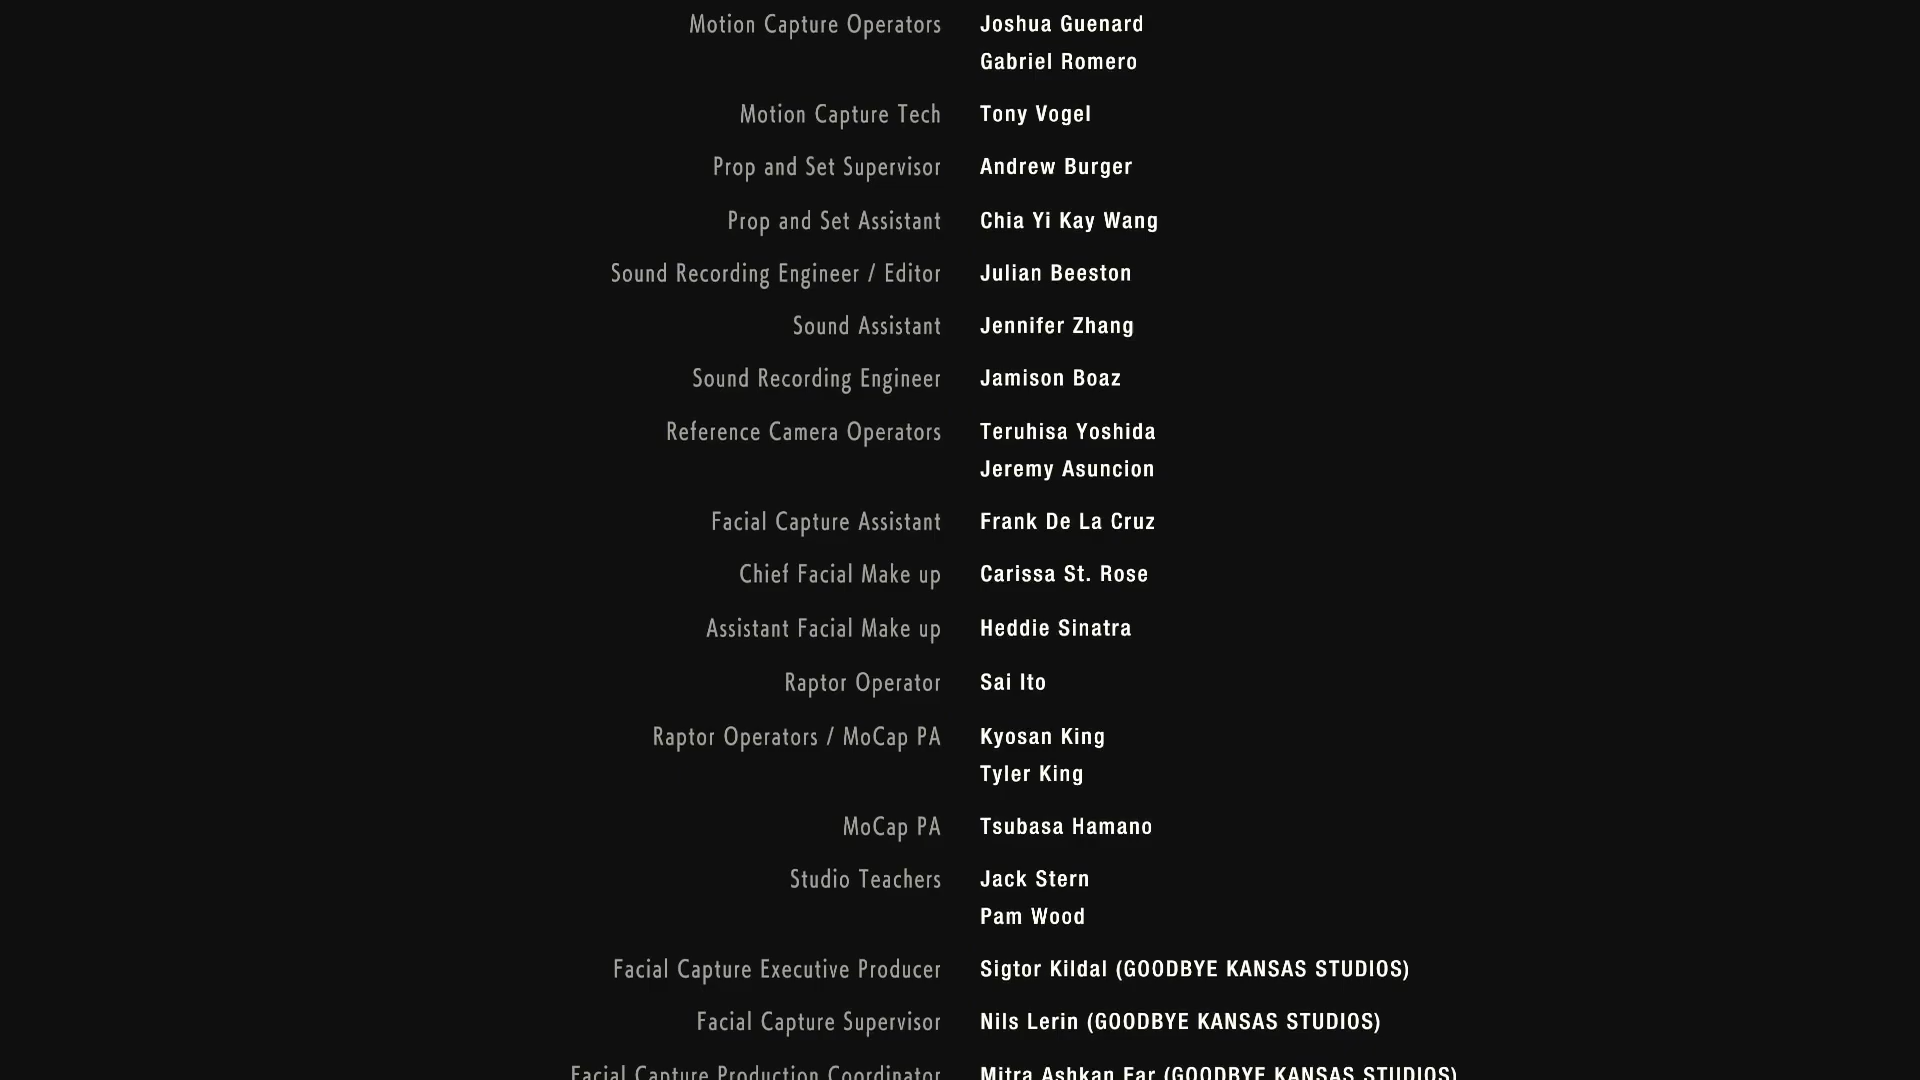 Motion Capture Operators Joshua Guenard
Gabriel Romero
Motion Capture Tech Tony Vogel
Prop and Set Supervisor Andrew Burger
Prop and Set Assistant Chia Yi Kay Wang
Sound Recording Engineer / Editor Julian Beeston
Sound Assistant Jennifer Zhang
Sound Recording Engineer Jamison Boaz
Reference Camera Operators Teruhisa Yoshida
Jeremy Asuncion
Facial Capture Assistant Frank De La Cruz
Chief Facial Make up Carissa St. Rose
Assistant Facial Make up Heddie Sinatra
Raptor Operator Sai Ito
Raptor Operators / MoCap PA Kyosan King
Tyler King
MoCap PA Tsubasa Hamano
Studio Teachers Jack Stern
Pam Wood
Facial Capture Executive Producer Sigtor Kildal (GOODBYE KANSAS STUDIOS)
Facial Capture Supervisor Nils Lerin (GOODBYE KANSAS STUDIOS)
Facial Capture Production Coordinator Mitra Ashkan Far (GOODBYE KANSAS STUDIOS)